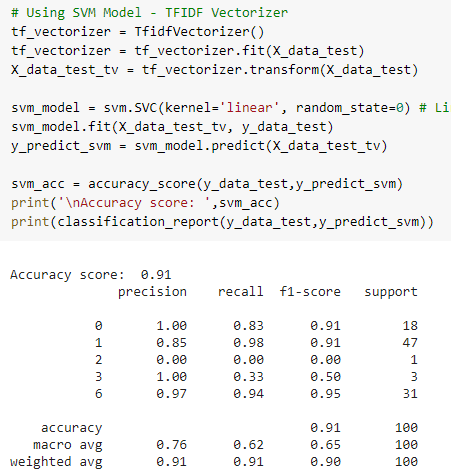 # Using SVM Model - TFIDF Vectorizer
tf_vectorizer = TfidfVectorizer()
tf_vectorizer = tf_vectorizer.fit(X_data_test)
X_data_test_tv = tf_vectorizer.transform(X_data_test)
svm_model = svm.SVC(kernel='linear', random_state=0) # Li
svm_model.fit(X_data_test_tv, y_data_test)
y_predict_svm = svm_model.predict(X_data_test_tv)
svm_acc = accuracy_score(y_data_test,y_predict_svm)
print('\nAccuracy score: ',svm_acc)
print(classification_report(y_data_test,y_predict_svm))
Accuracy score:  0.91
precision recall f1-score support
0 1.00 0.83 0.91 18
1 0.85 0.98 0.91 47
2 0.00 0.00 0.00 1
3 1.00 0.33 0.50 3
6 0.97 0.94 0.95 31
accuracy 0.91 100
macro avg 0.76 0.62 0.65 100
weighted avg 0.91 0.91 0.90 100